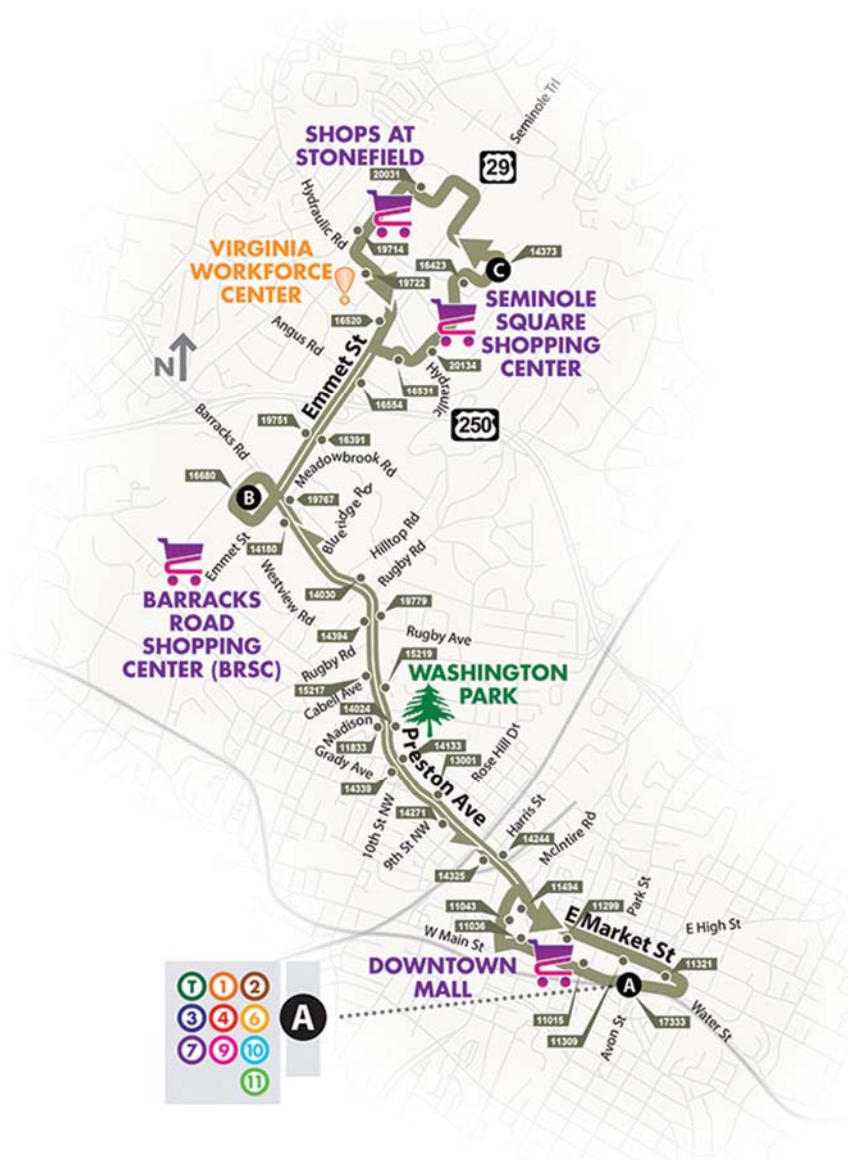 Seminole Trl
29
SHOPS AT
STONEFIELD
20031
Hydraulic Rd
19714
VIRGINIA
WORKFORCE
CENTER
19722
16423
C
14373
SEMINOLE
SQUARE
SHOPPING
CENTER
16520
Angus Rd
N
Emmet St
20134
16531
Hydraulic
16554
250
Barracks Rd
19751
16391
Meadowbrook Rd
16680
B
19767
Blueridge Rd
Emmet St
14180
BARRACKS
ROAD
SHOPPING
CENTER (BRSC)
Hilltop Rd
Rugby Rd
Westview Rd
14030
19779
14394
Rugby Ave
Rugby Rd
15219
15217
WASHINGTON
PARK
Cabell Ave
14024
Madison
11833
Preston Ave
14133
Rose Hill Dr
Grady Ave
13001
14339
10th St NW
14271
9th St NW
Harris St
14244
McIntire Rd
14325
11494
11043
11299
Park St
11036
E Market St
E High St
W Main St
DOWNTOWN
MALL
11321
A
Water St
11015
17333
11309
Avon St
T
1
2
3
4
6
7
9
10
11
A